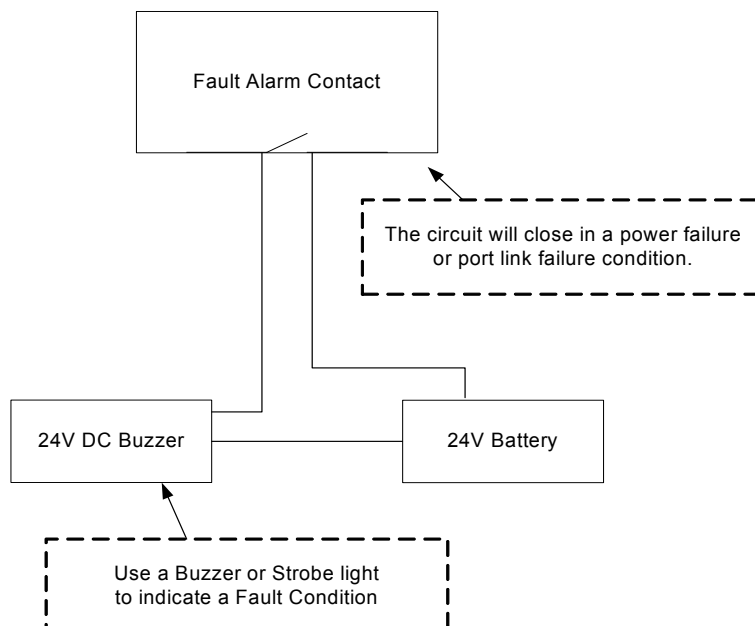 Fault Alarm Contact
The circuit will close in a power failure
or port link failure condition.
24V DC Buzzer
24V Battery
Use a Buzzer or Strobe light
to indicate a Fault Condition